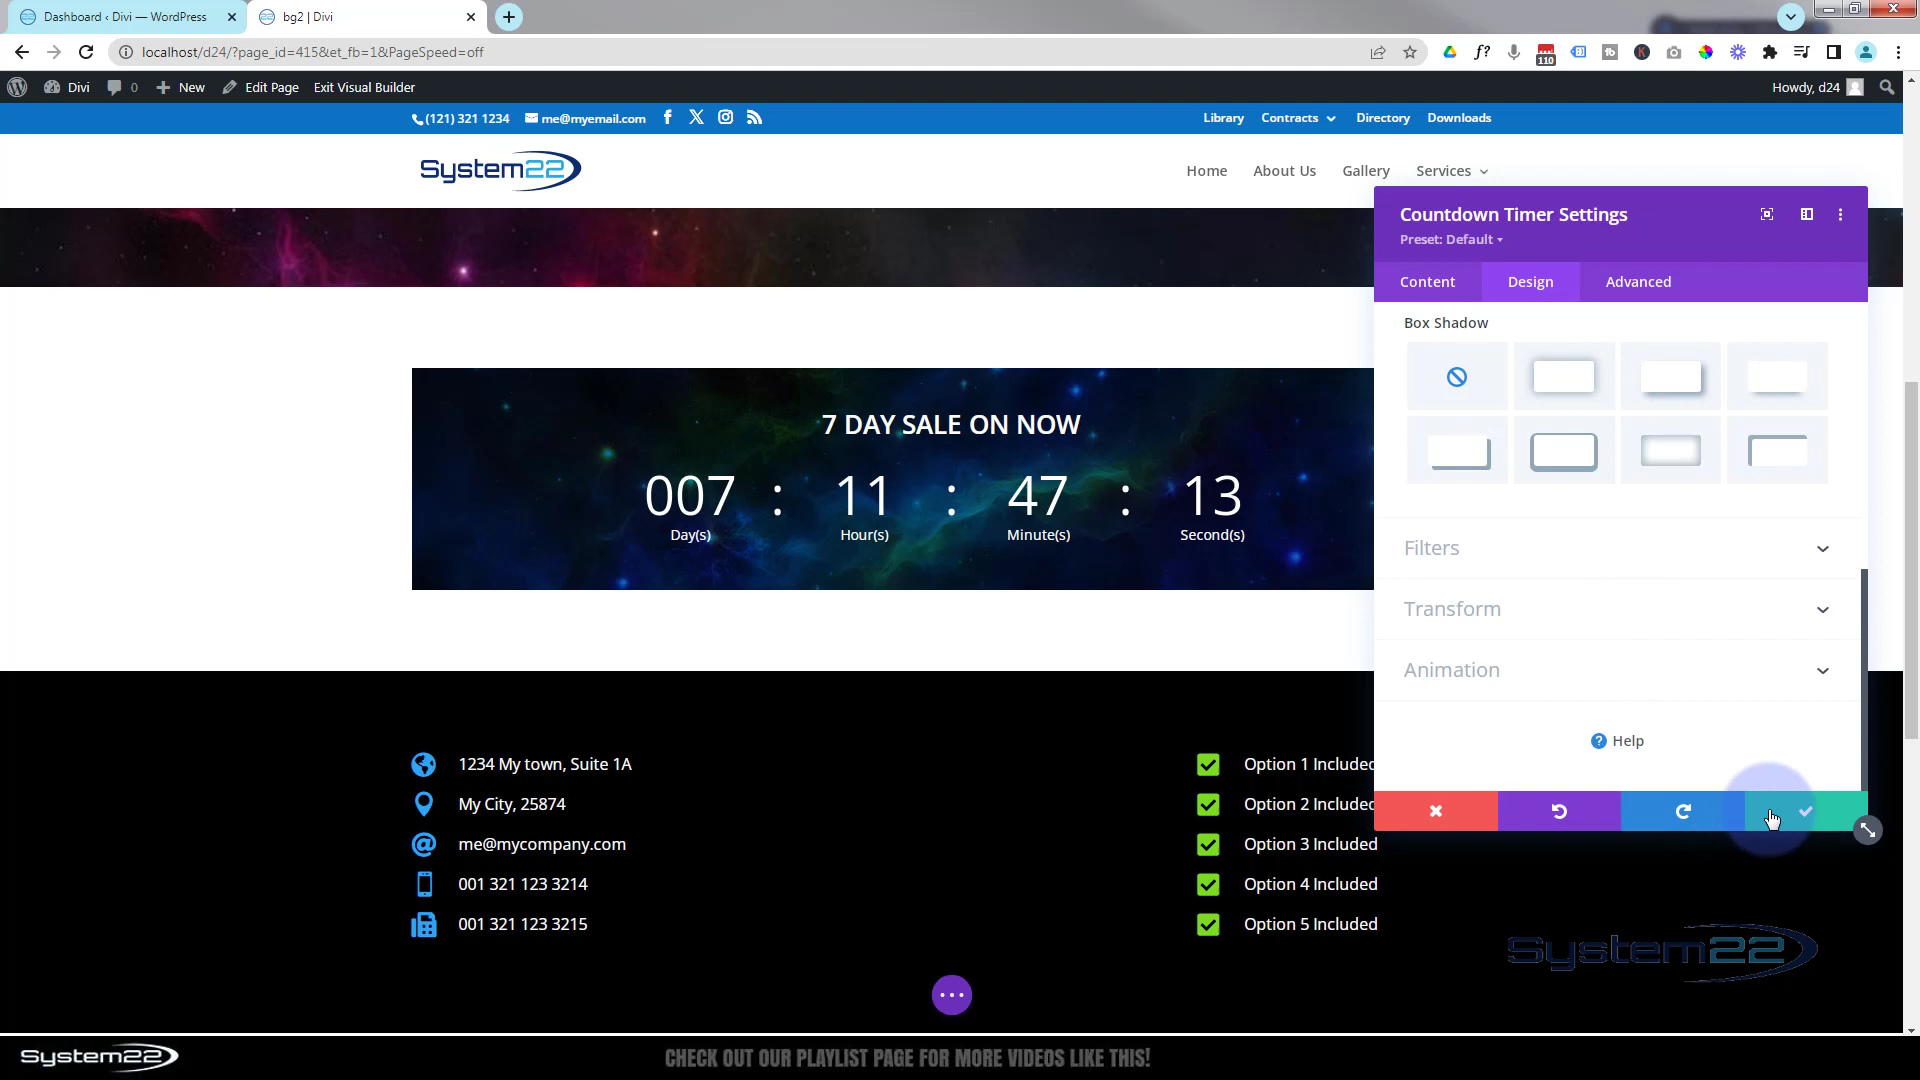 Dashboard ‹ Divi — WordPress
bg2 | Divi
localhost/d24/?page_id=415&et_fb=1&PageSpeed=off
f?
110
Divi
0
New
Edit Page
Exit Visual Builder
Howdy, d24
(121) 321 1234
me@myemail.com
Library
Contracts
Directory
Downloads
System22
Home
About Us
Gallery
Services
Countdown Timer Settings
Preset: Default
Content
Design
Advanced
Box Shadow
7 DAY SALE ON NOW
007 : 11 : 47 : 13
Day(s)
Hour(s)
Minute(s)
Second(s)
Filters
Transform
Animation
Help
1234 My town, Suite 1A
My City, 25874
me@mycompany.com
001 321 123 3214
001 321 123 3215
Option 1 Included
Option 2 Included
Option 3 Included
Option 4 Included
Option 5 Included
System22
System22
CHECK OUT OUR PLAYLIST PAGE FOR MORE VIDEOS LIKE THIS!